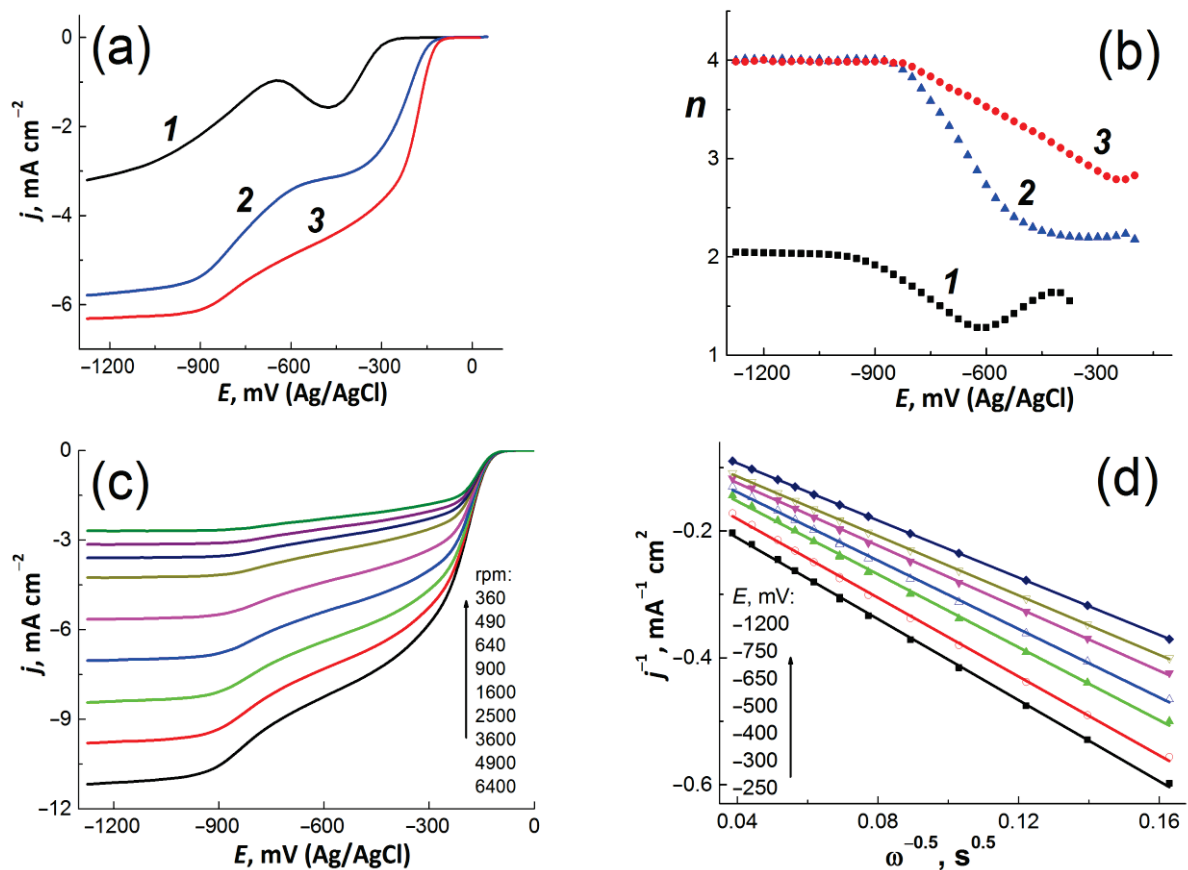 (a)
0
−2
−4
−6
j, mA cm⁻²
1
2
3
−1200 −900 −600 −300 0
E, mV (Ag/AgCl)
(b)
4
3
2
1
n
3
2
1
−1200 −900 −600 −300
E, mV (Ag/AgCl)
(c)
0
−3
−6
−9
−12
j, mA cm⁻²
rpm:
360
490
640
900
1600
2500
3600
4900
6400
−1200 −900 −600 −300 0
E, mV (Ag/AgCl)
(d)
−0.2
−0.4
−0.6
j⁻¹, mA⁻¹ cm²
E, mV:
-1200
-750
-650
-500
-400
-300
-250
0.04 0.08 0.12 0.16
ω⁻⁰·⁵, s⁰·⁵